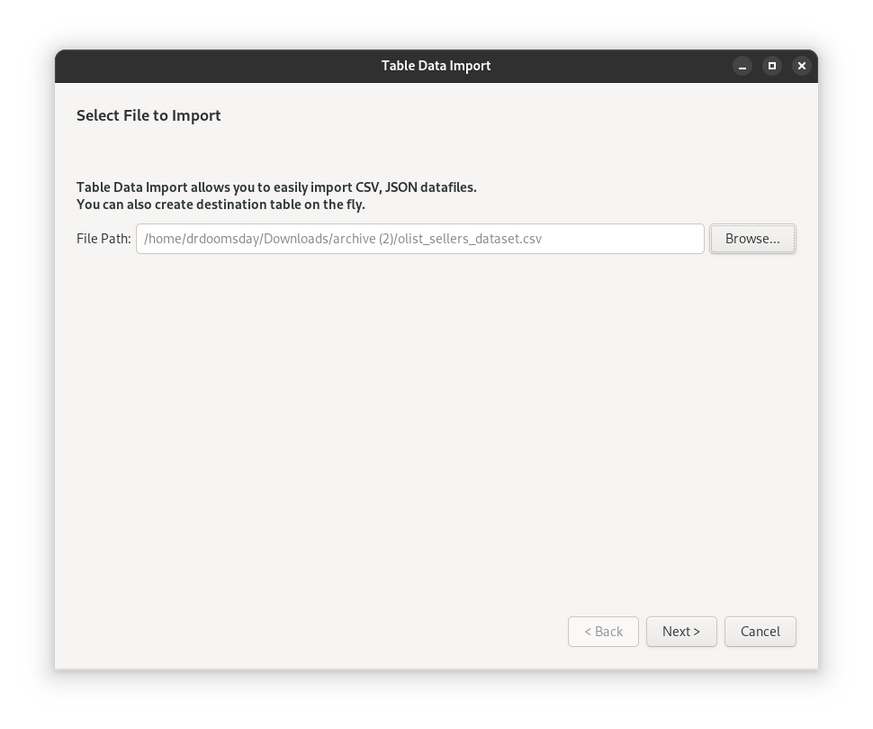 Table Data Import
Select File to Import
Table Data Import allows you to easily import CSV, JSON datafiles.
You can also create destination table on the fly.
File Path: /home/drdoomsday/Downloads/archive (2)/olist_sellers_dataset.csv Browse...
< Back Next > Cancel